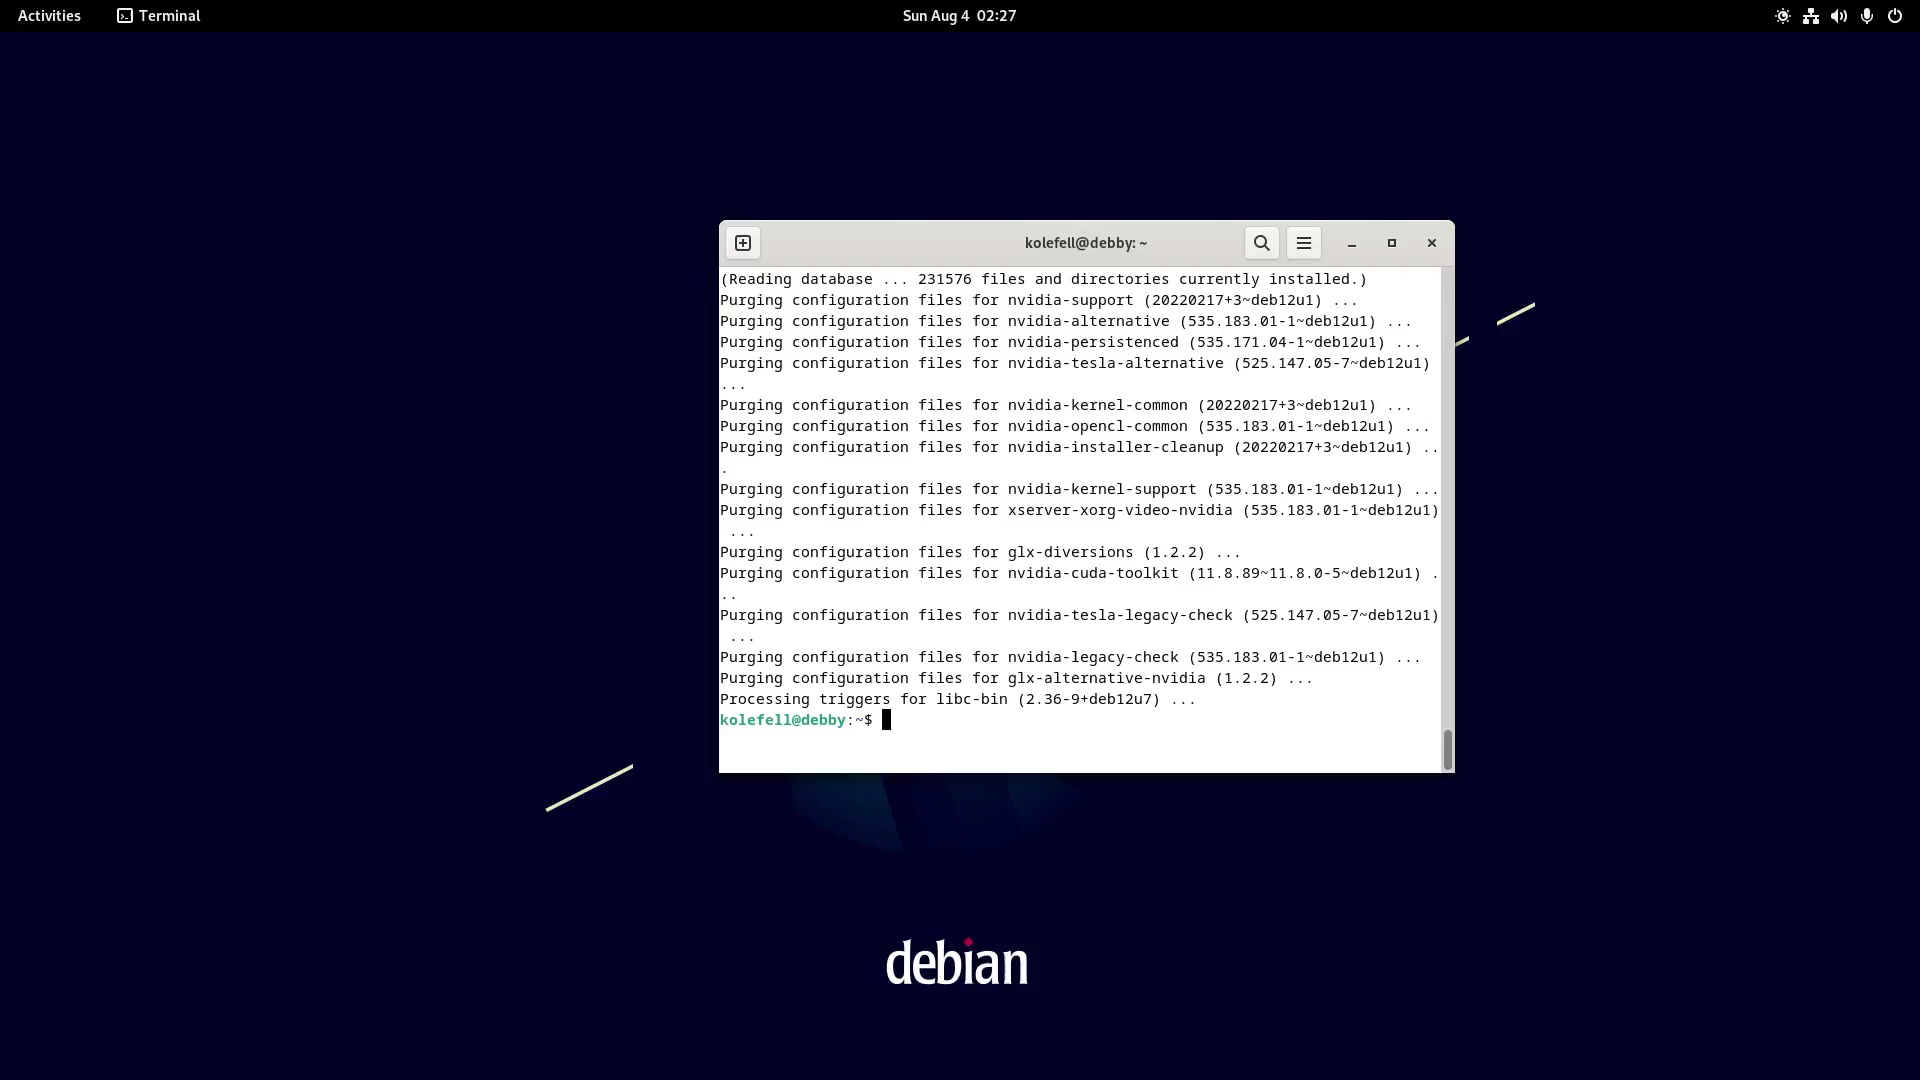 Activities Terminal Sun Aug 4 02:27
kolefell@debby: ~
(Reading database ... 231576 files and directories currently installed.)
Purging configuration files for nvidia-support (20220217+3~deb12u1) ...
Purging configuration files for nvidia-alternative (535.183.01-1~deb12u1) ...
Purging configuration files for nvidia-persistenced (535.171.04-1~deb12u1) ...
Purging configuration files for nvidia-tesla-alternative (525.147.05-7~deb12u1)
...
Purging configuration files for nvidia-kernel-common (20220217+3~deb12u1) ...
Purging configuration files for nvidia-opencl-common (535.183.01-1~deb12u1) ...
Purging configuration files for nvidia-installer-cleanup (20220217+3~deb12u1) ..
.
Purging configuration files for nvidia-kernel-support (535.183.01-1~deb12u1) ...
Purging configuration files for xserver-xorg-video-nvidia (535.183.01-1~deb12u1)
...
Purging configuration files for glx-diversions (1.2.2) ...
Purging configuration files for nvidia-cuda-toolkit (11.8.89~11.8.0-5~deb12u1) .
..
Purging configuration files for nvidia-tesla-legacy-check (525.147.05-7~deb12u1)
...
Purging configuration files for nvidia-legacy-check (535.183.01-1~deb12u1) ...
Purging configuration files for glx-alternative-nvidia (1.2.2) ...
Processing triggers for libc-bin (2.36-9+deb12u7) ...
kolefell@debby:~$
debian